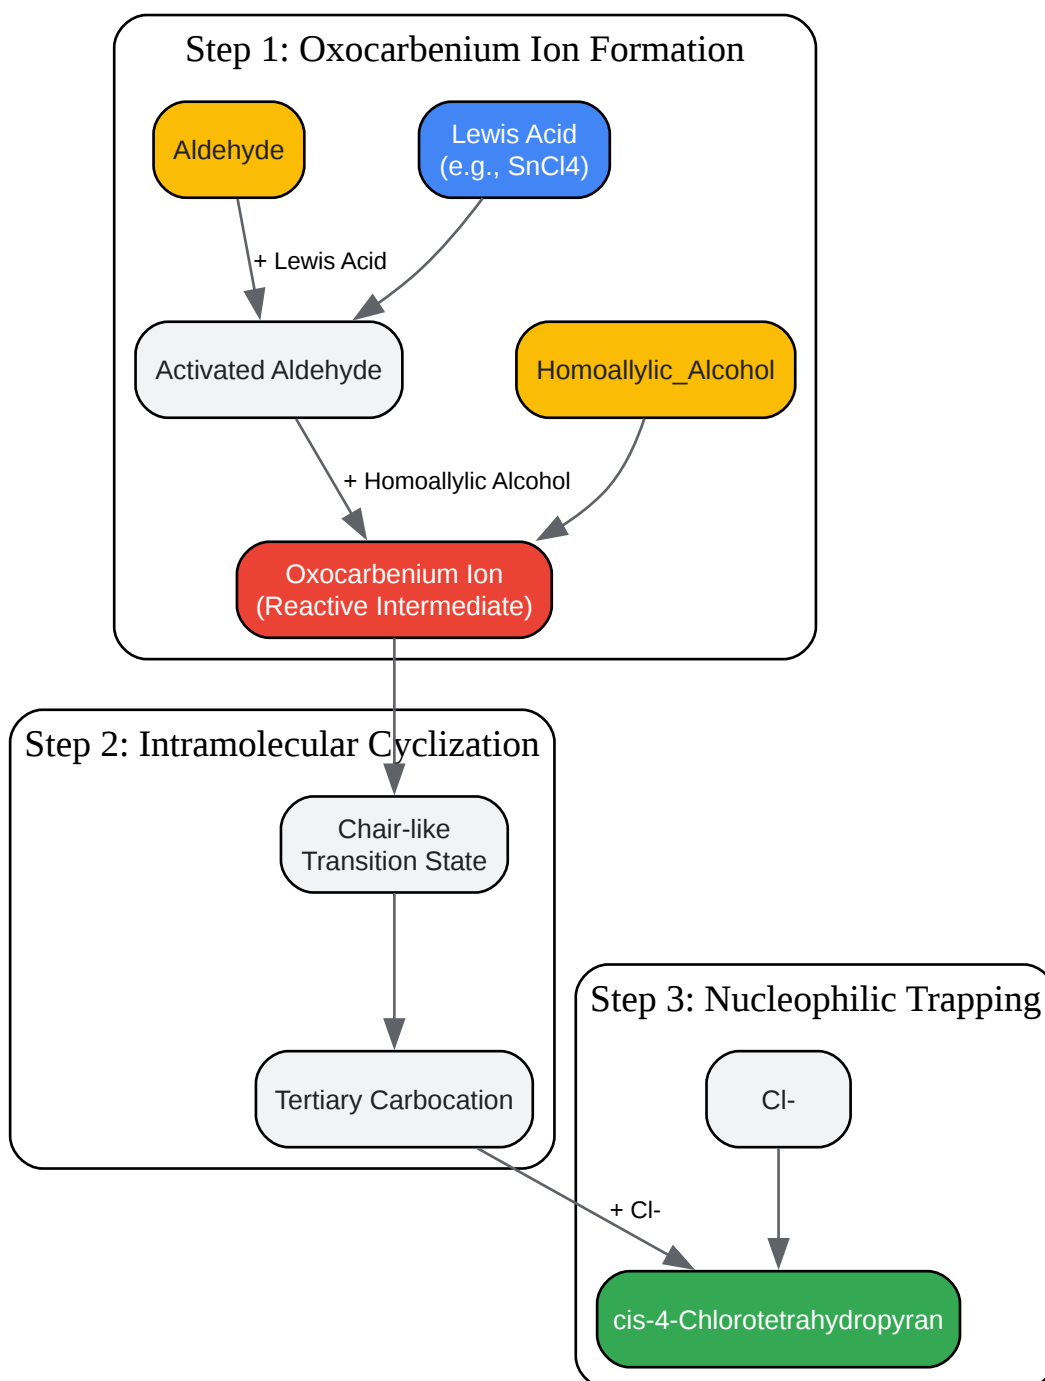 Step 1: Oxocarbenium Ion Formation
Aldehyde
Lewis Acid
(e.g., SnCl4)
+ Lewis Acid
Activated Aldehyde
Homoallylic_Alcohol
+ Homoallylic Alcohol
Oxocarbenium Ion
(Reactive Intermediate)
Step 2: Intramolecular Cyclization
Chair-like
Transition State
Tertiary Carbocation
Step 3: Nucleophilic Trapping
Cl-
+ Cl-
cis-4-Chlorotetrahydropyran